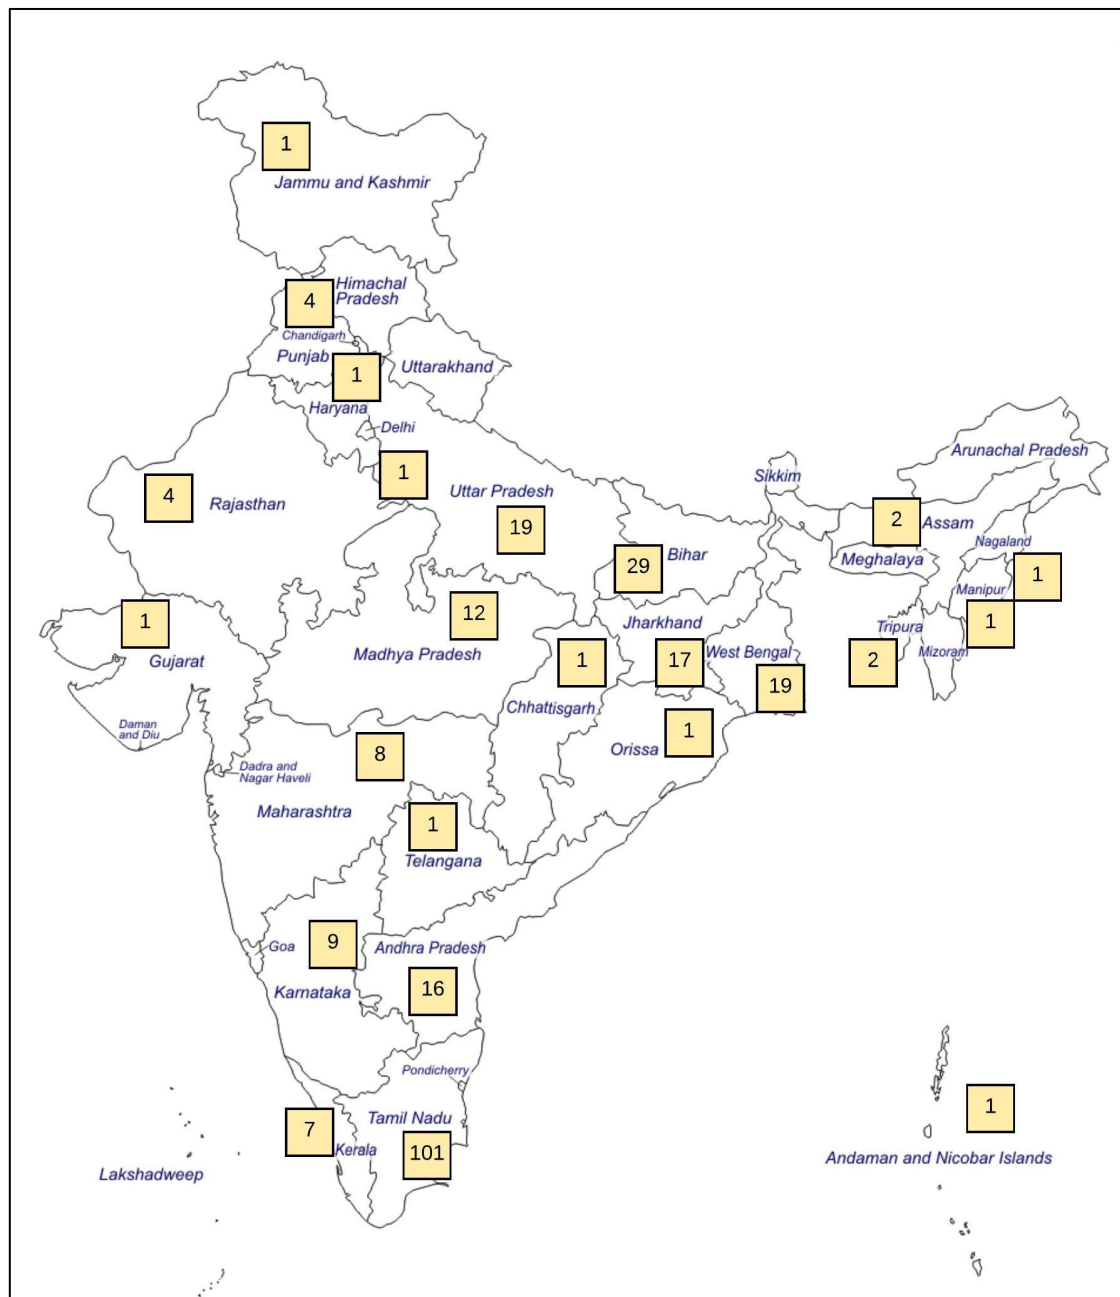 1
Jammu and Kashmir
4
Himachal
Pradesh
Chandigarh
Punjab
1
Uttarakhand
Haryana
Delhi
Arunachal Pradesh
1
Uttar Pradesh
Sikkim
4
Rajasthan
19
2
Assam
Nagaland
Meghalaya
29
Bihar
1
Manipur
1
Gujarat
12
Madhya Pradesh
Jharkhand
1
Chhattisgarh
17
West Bengal
19
Tripura
2
Mizoram
1
Daman
and Diu
Orissa
1
8
Dadra and
Nagar Haveli
Maharashtra
1
Telangana
9
Goa
Karnataka
Andhra Pradesh
16
Pondicherry
7
Tamil Nadu
Kerala
101
1
Lakshadweep
Andaman and Nicobar Islands